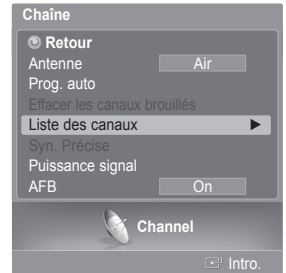 Chaîne
Retour
Antenne Air
Prog. auto
Effacer les canaux brouillés
Liste des canaux
Syn. Précise
Puissance signal
AFB On
Channel
Intro.